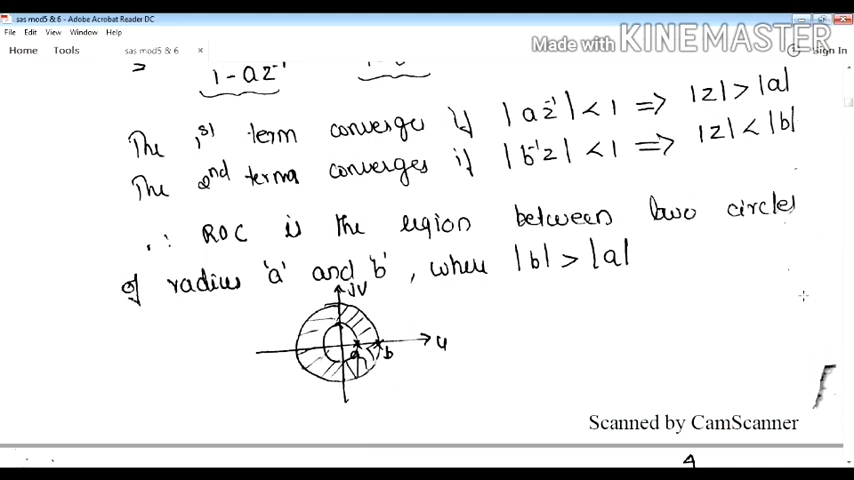 sas mod5 & 6 - Adobe Acrobat Reader DC
File Edit View Window Help
Home Tools sas mod5 & 6 × Sign In
Made with KINEMASTER
1 - az⁻¹
The 1st term converges if |az⁻¹| < 1 ⇒ |z| > |a|
The 2nd terms converges if |b⁻¹z| < 1 ⇒ |z| < |b|
∴ ROC is the region between two circles
of radius 'a' and 'b', where |b| > |a|
jv
a b u
Scanned by CamScanner
4